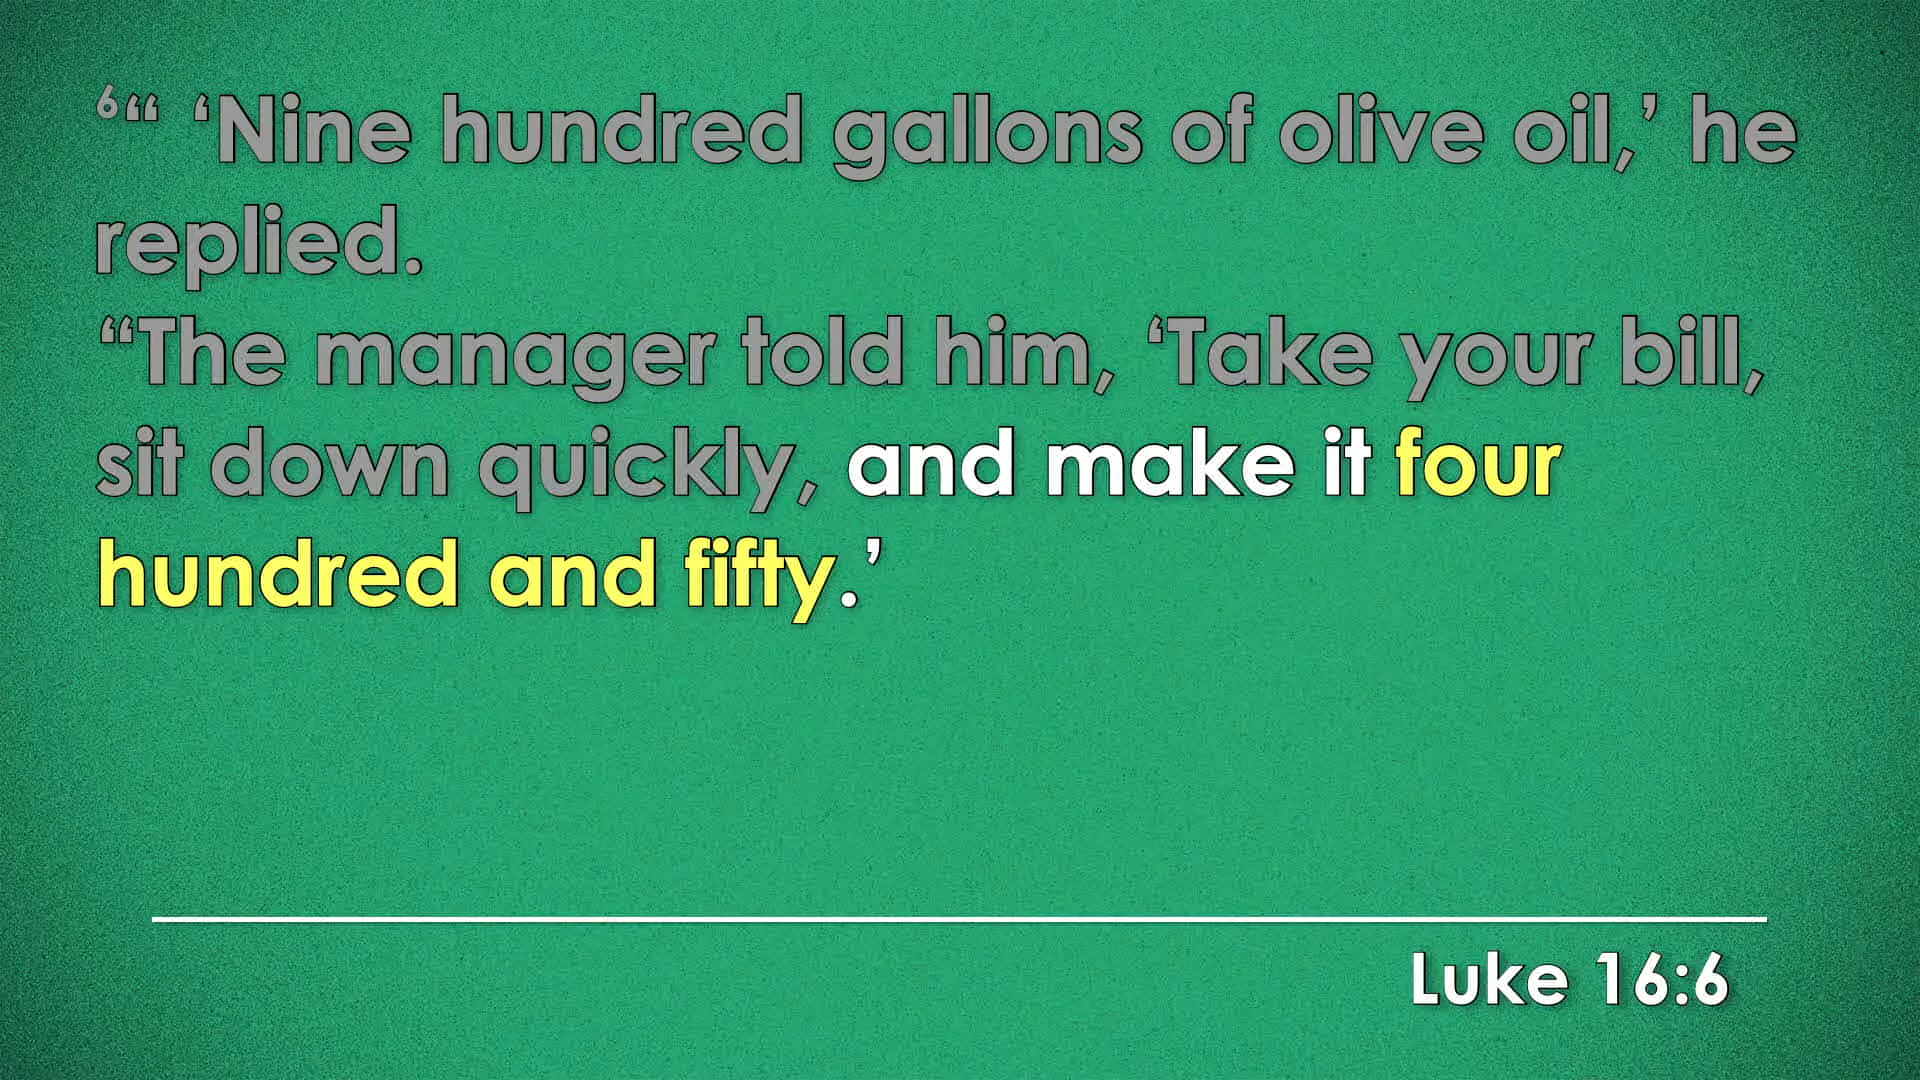 ⁶“ ‘Nine hundred gallons of olive oil,’ he
replied.
“The manager told him, ‘Take your bill,
sit down quickly, and make it four
hundred and fifty.’
Luke 16:6